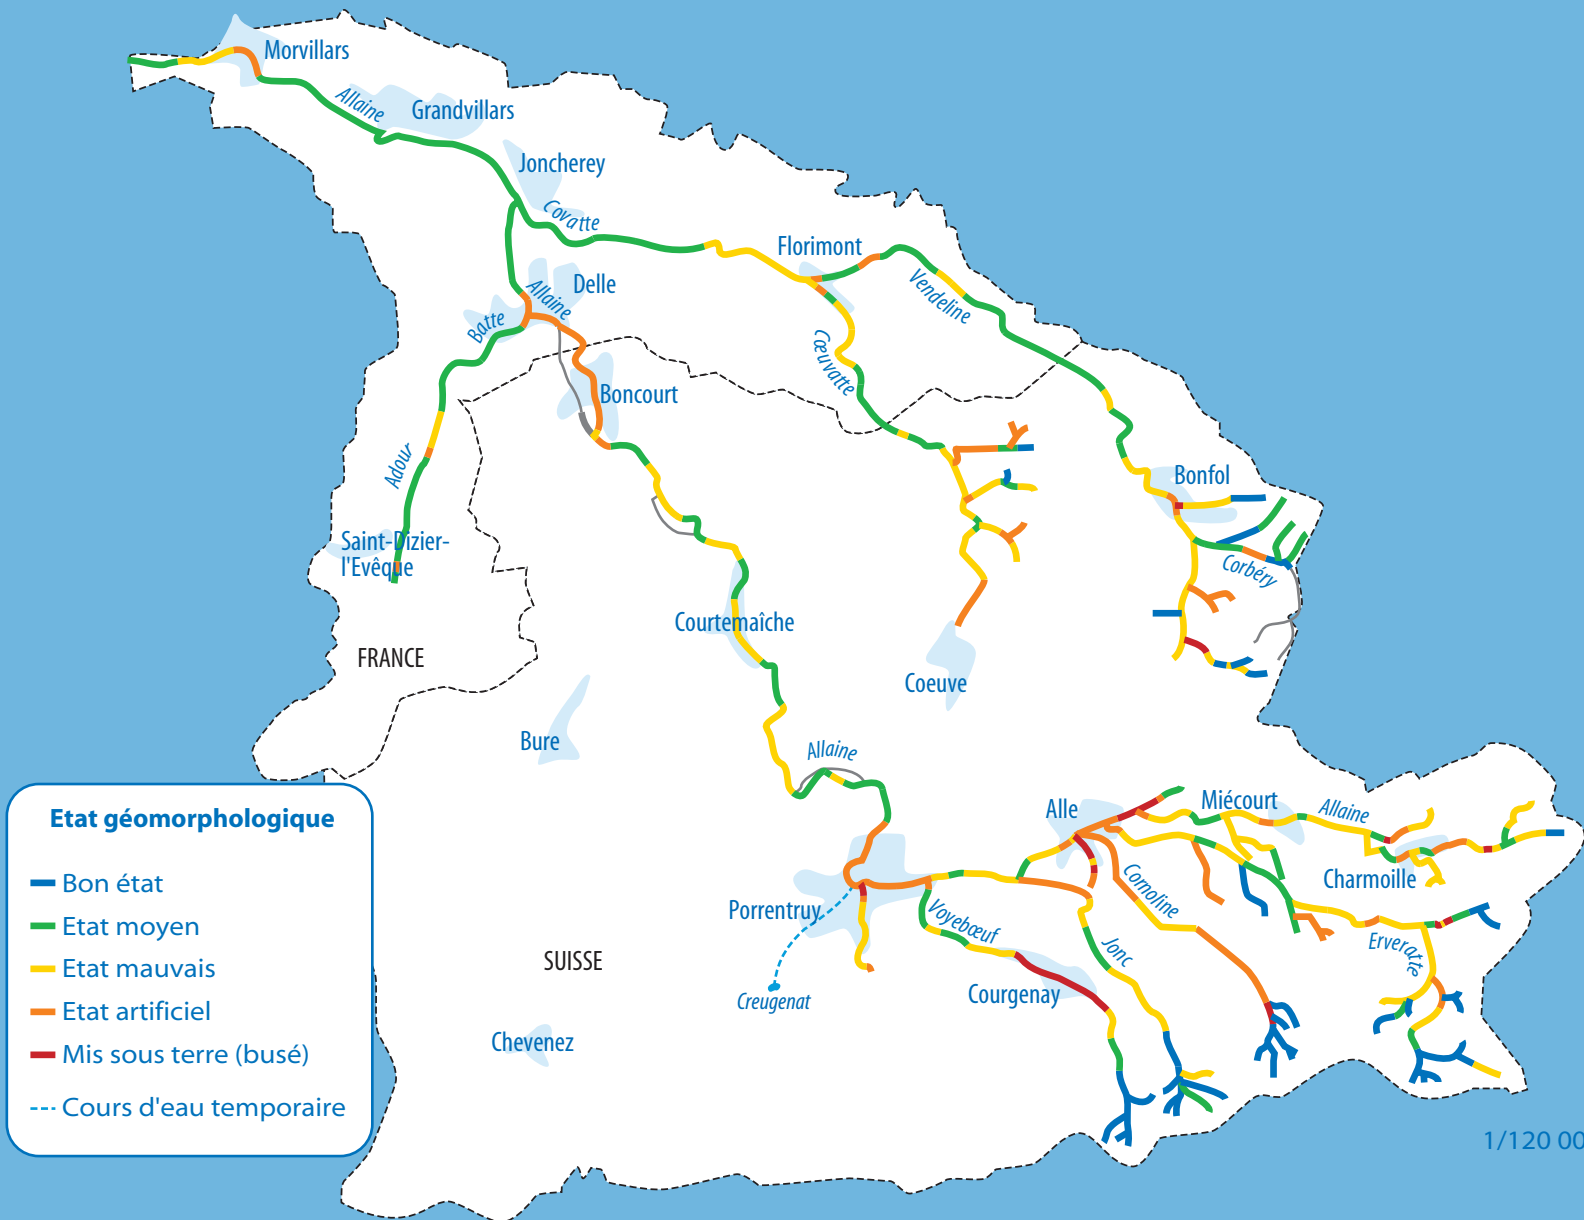 Morvillars
Allaine
Grandvillars
Joncherey
Covatte
Florimont
Vendeline
Delle
Allaine
Batte
Cœuvatte
Boncourt
Adour
Bonfol
Saint-Dizier-
l'Evêque
Corbéry
Courtemaîche
FRANCE
Coeuve
Bure
Allaine
Alle
Miécourt
Allaine
Charmoille
Cornoline
Porrentruy
Voyebœuf
Jonc
Erveratte
SUISSE
Creugenat
Courgenay
Chevenez
Etat géomorphologique
Bon état
Etat moyen
Etat mauvais
Etat artificiel
Mis sous terre (busé)
Cours d'eau temporaire
1/120 00